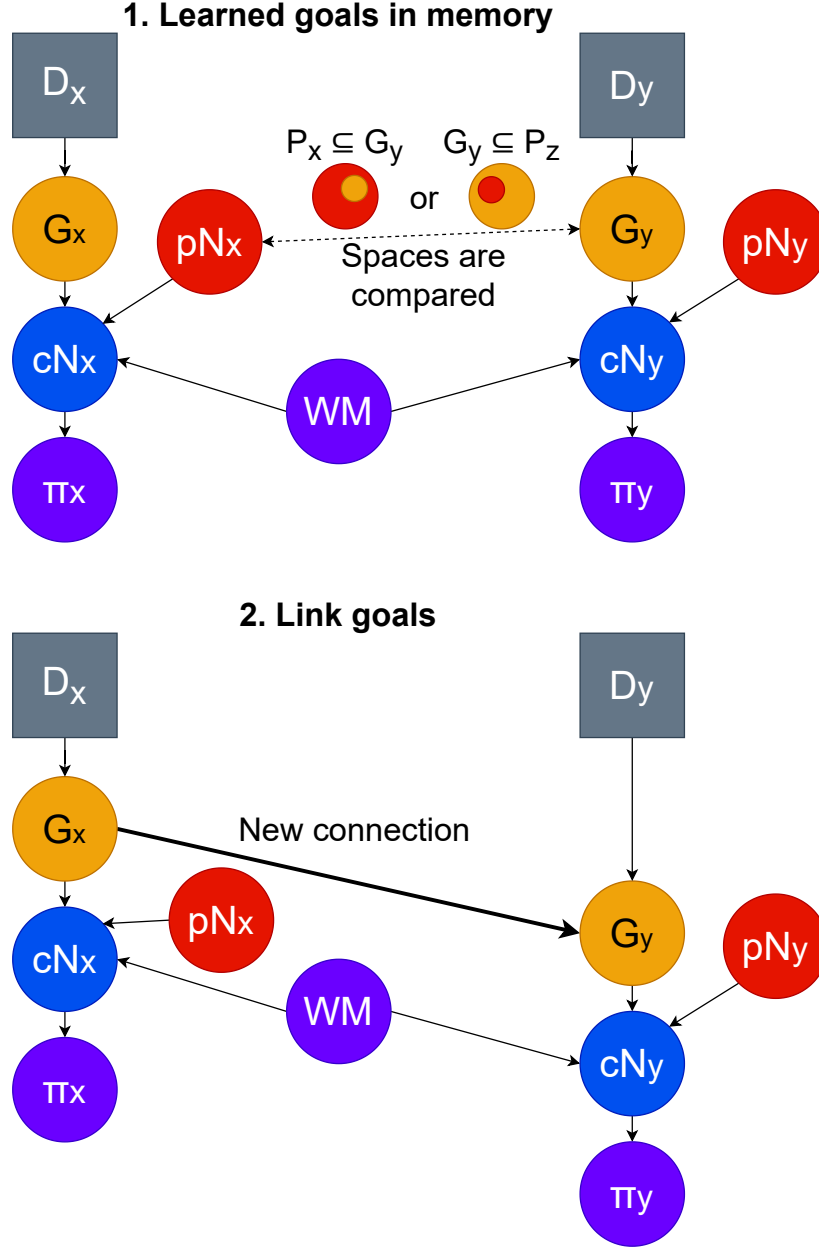 1. Learned goals in memory
Dx
Dy
Px ⊆ Gy
Gy ⊆ Pz
or
Gx
pNx
Gy
pNy
Spaces are
compared
cNx
cNy
WM
πx
πy
2. Link goals
Dx
Dy
Gx
New connection
pNx
Gy
pNy
cNx
WM
cNy
πx
πy